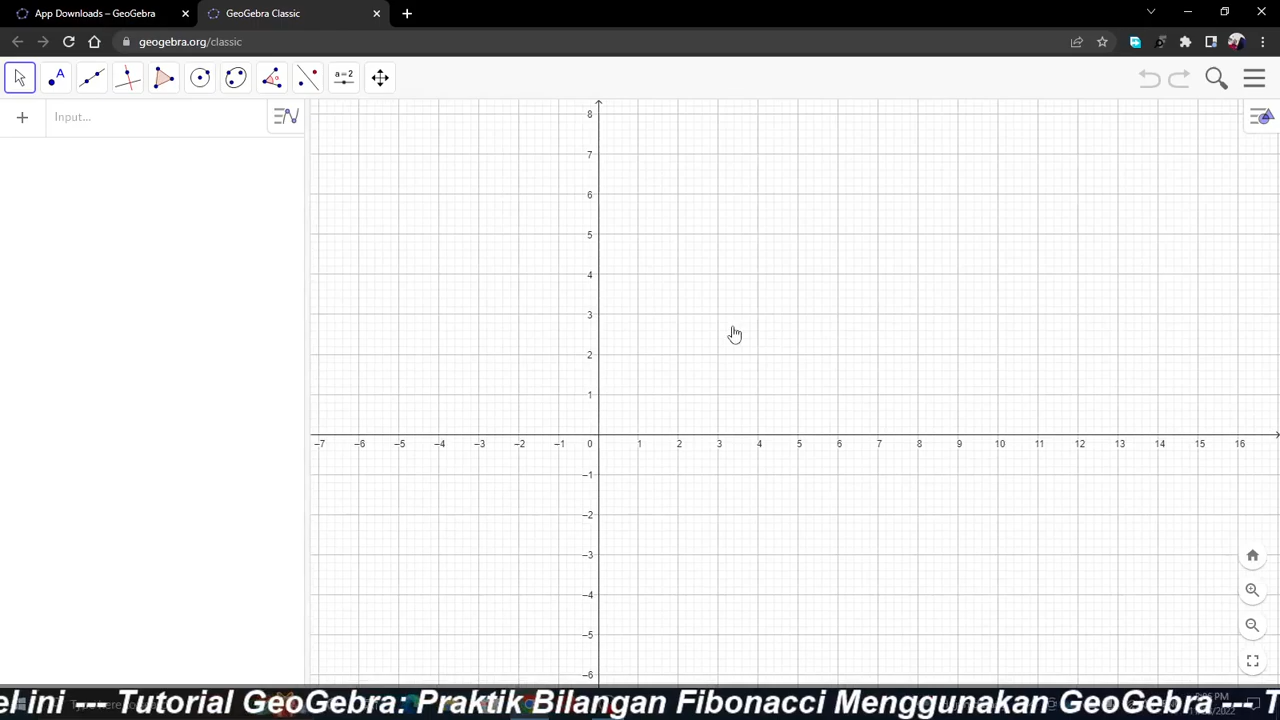 App Downloads – GeoGebra
GeoGebra Classic
geogebra.org/classic
A
a=2
Input...
8
7
6
5
4
3
2
1
–7 –6 –5 –4 –3 –2 –1 0 1 2 3 4 5 6 7 8 9 10 11 12 13 14 15 16
–1
–2
–3
–4
–5
–6
el ini --- Tutorial GeoGebra: Praktik Bilangan Fibonacci Menggunakan GeoGebra --- T